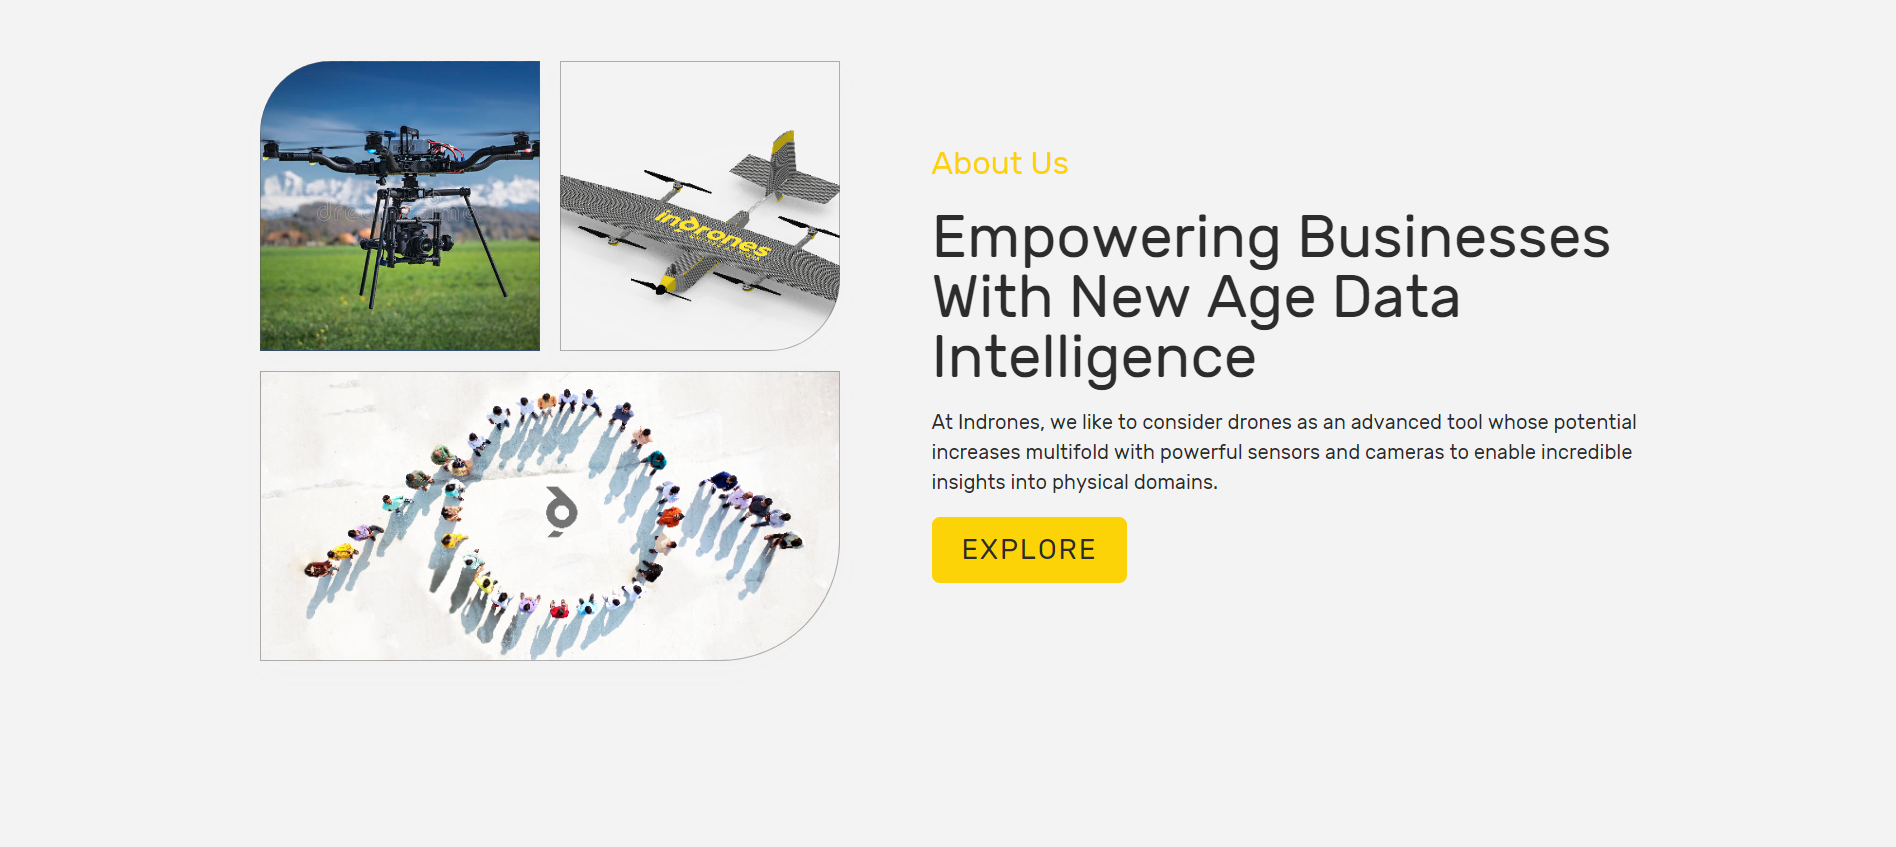 indrones
About Us
Empowering Businesses
With New Age Data
Intelligence
At Indrones, we like to consider drones as an advanced tool whose potential
increases multifold with powerful sensors and cameras to enable incredible
insights into physical domains.
EXPLORE